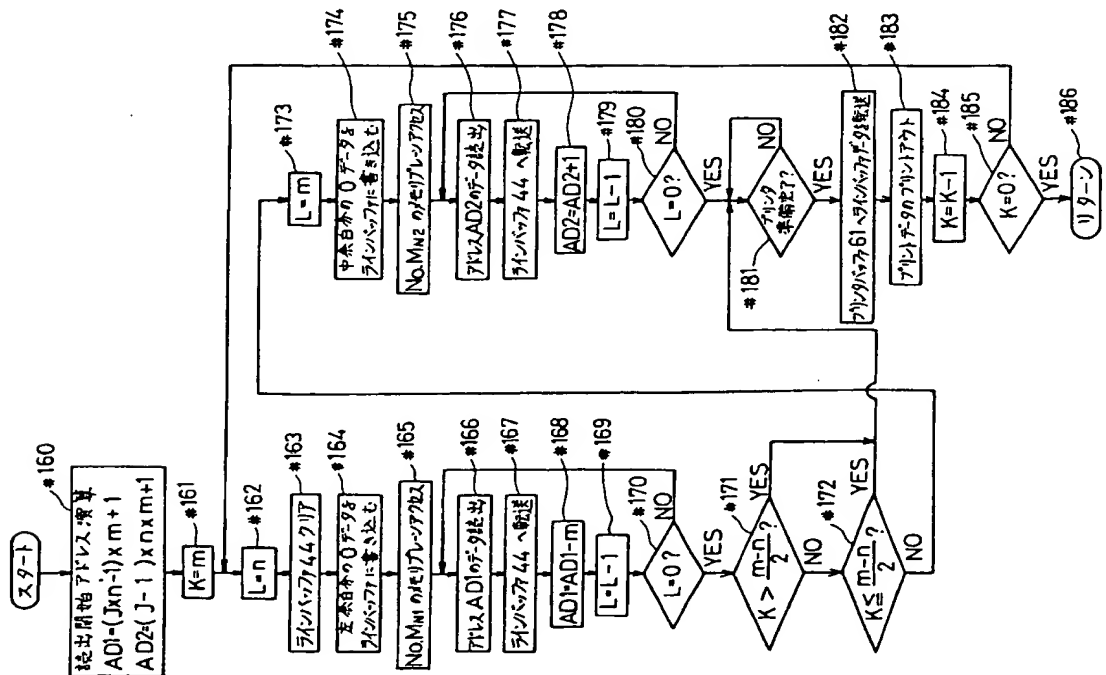 スタート
#160
読出開始アドレス演算
AD1=(J×n-1)×m+1
AD2=(J-1)×n×m+1
#161
K=m
#162
L=n
#163
ラインバッファ44クリア
#164
左余白分の0データを
ラインバッファに書き込む
#165
No.MN1のメモリプレーンアクセス
#166
アドレスAD1のデータ読出
#167
ラインバッファ44へ転送
#168
AD1=AD1-m
#169
L=L-1
#170
L=0?
NO
YES
#171
K>(m-n)/2?
YES
NO
#172
K≦(m-n)/2?
YES
NO
#173
L=m
#174
中余白分の0データを
ラインバッファに書き込む
#175
No.MN2のメモリプレーンアクセス
#176
アドレスAD2のデータ読出
#177
ラインバッファ44へ転送
#178
AD2=AD2+1
#179
L=L-1
#180
L=0?
NO
YES
#181
プリンタ
準備完了?
NO
YES
#182
プリンタバッファ61へラインバッファデータを転送
#183
プリントデータのプリントアウト
#184
K=K-1
#185
K=0?
NO
YES
#186
リターン